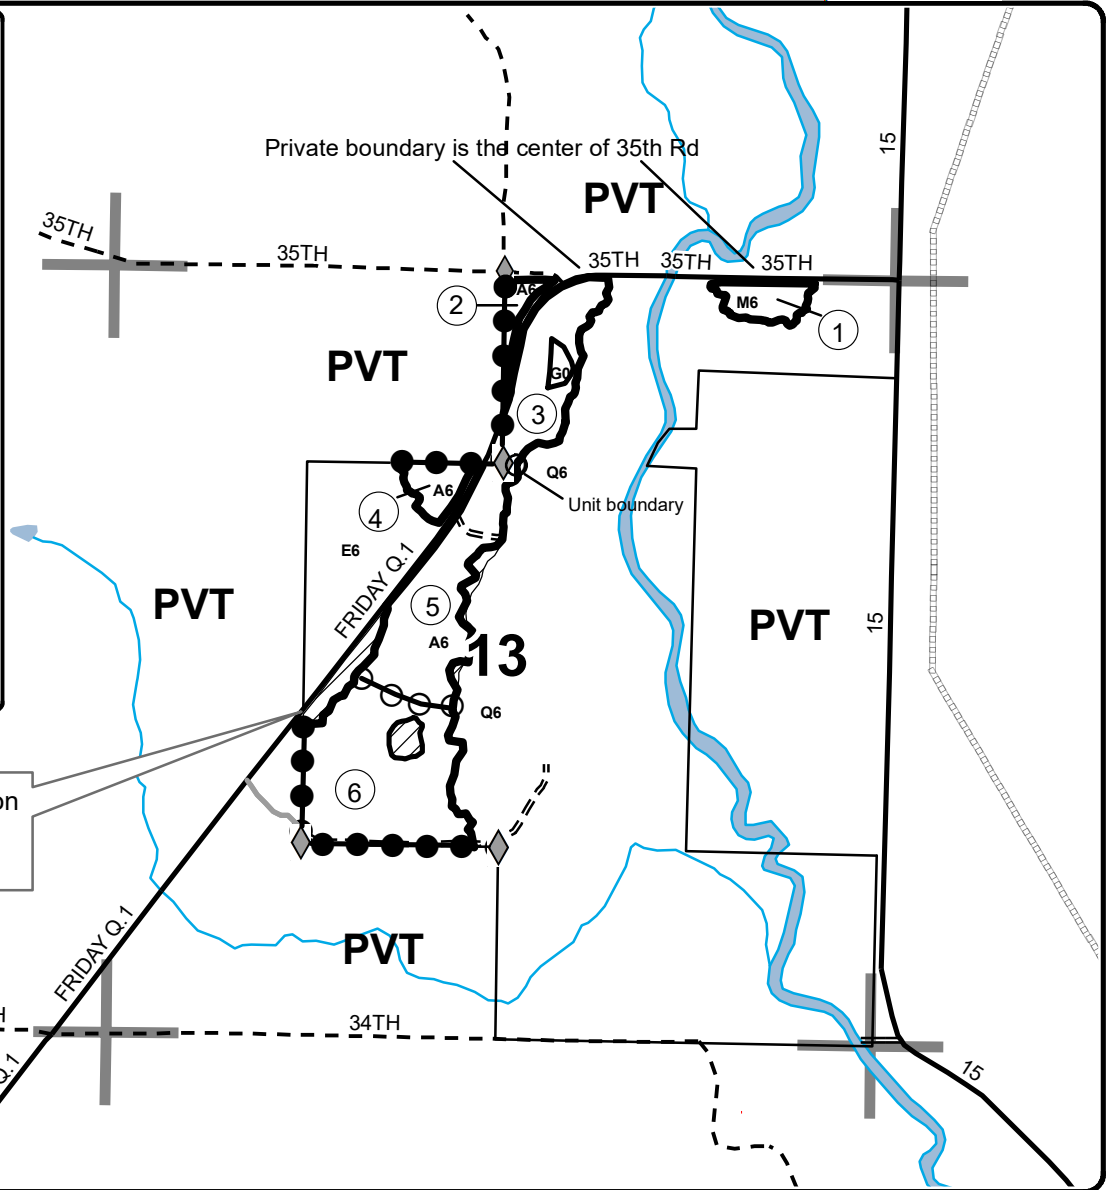 15
Private boundary is the center of 35th Rd
PVT
35TH
35TH
35TH
35TH
35TH
A6
2
M6
1
PVT
G0
3
Q6
A6
4
Unit boundary
E6
FRIDAY Q.1
PVT
5
15
PVT
A6
13
Q6
6
on
FRIDAY Q.1
PVT
H
34TH
Q.1
15